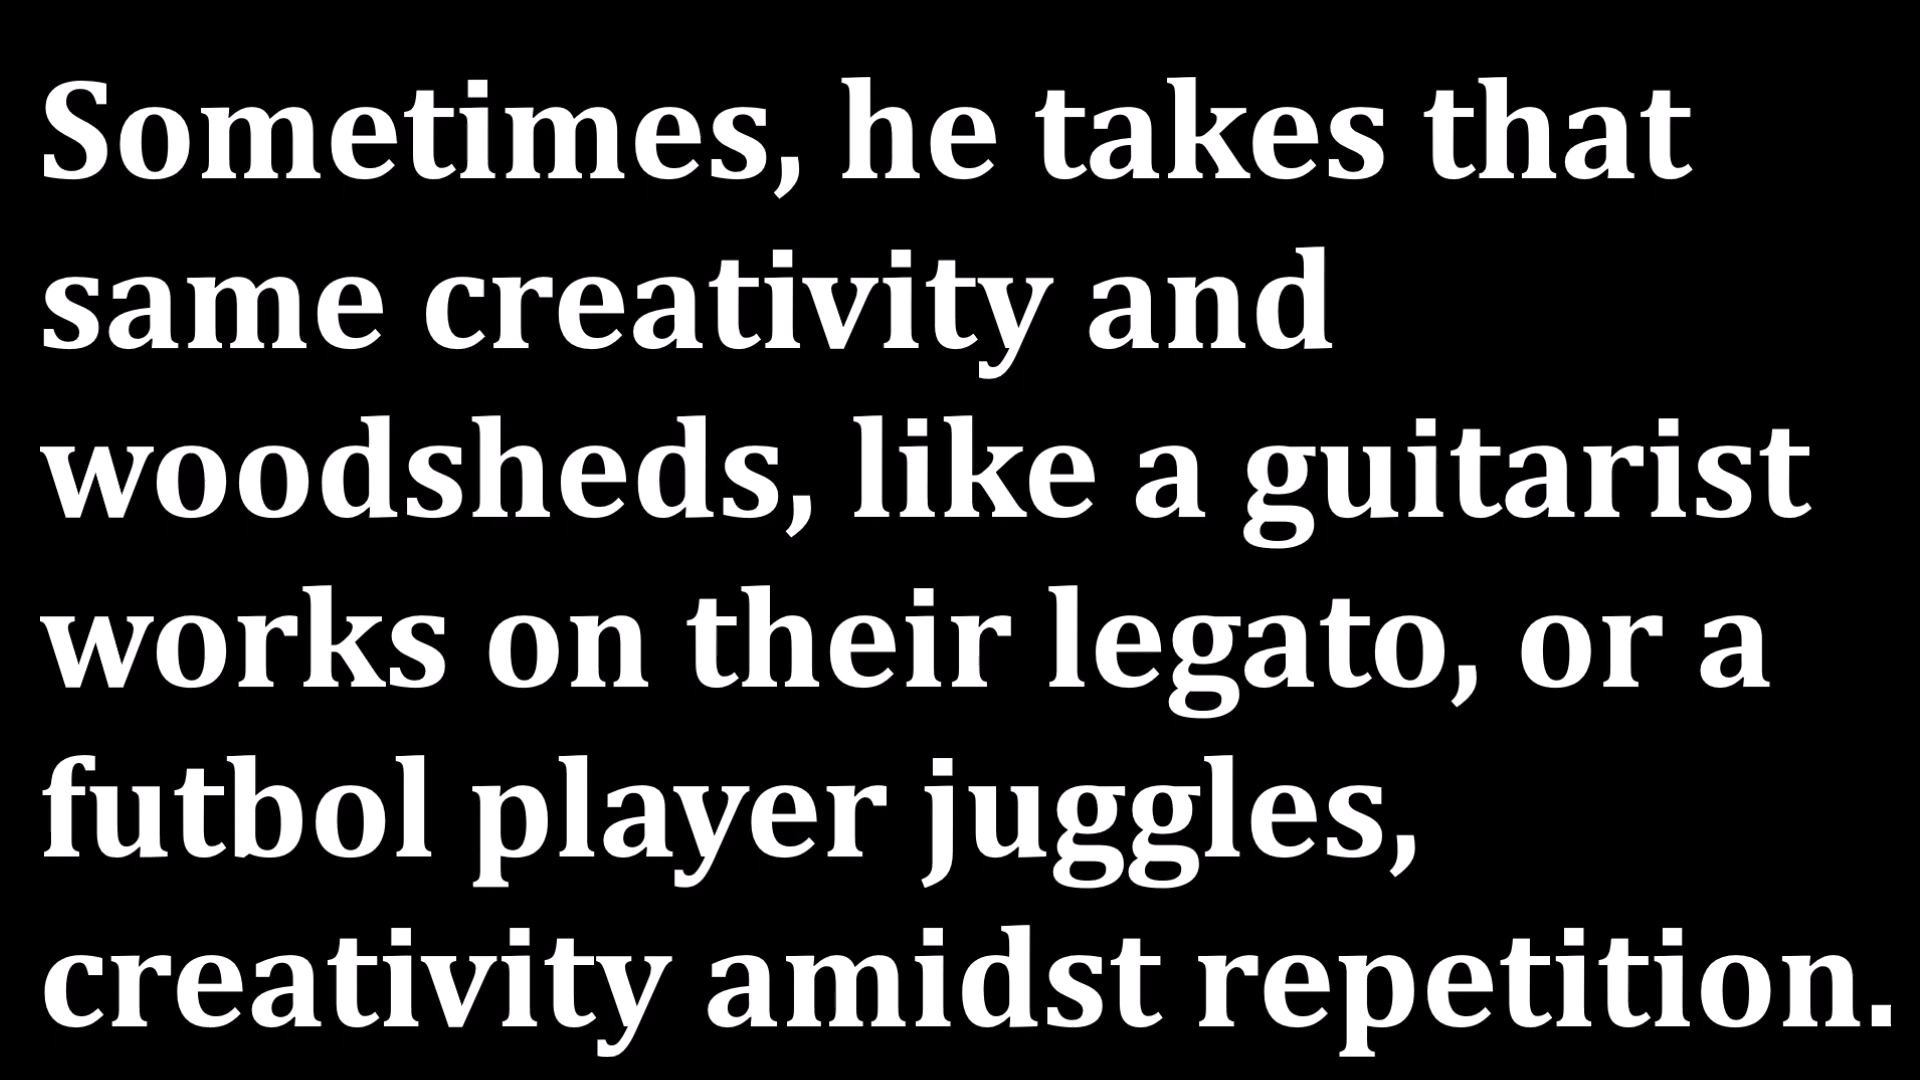 Sometimes, he takes that
same creativity and
woodsheds, like a guitarist
works on their legato, or a
futbol player juggles,
creativity amidst repetition.